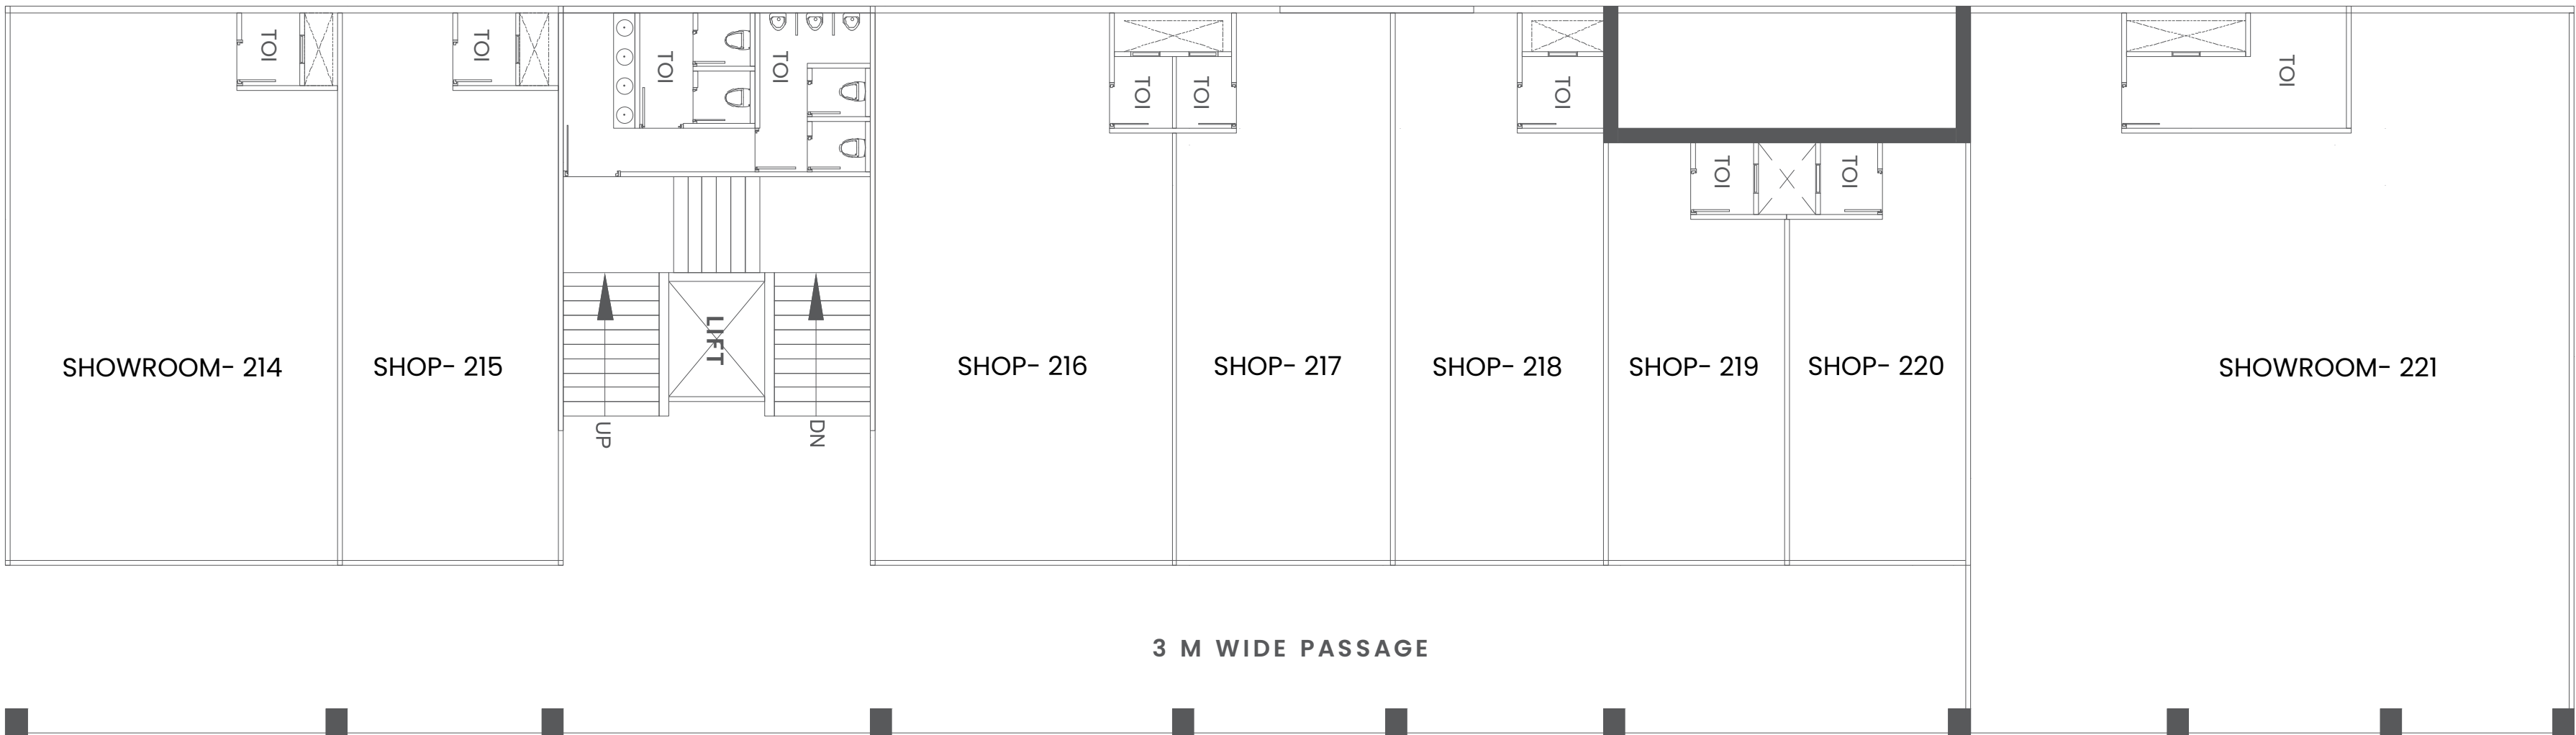 TOI
TOI
TOI
TOI
TOI
TOI
TOI
TOI
TOI
TOI
LIFT
SHOWROOM- 214
SHOP- 215
SHOP- 216
SHOP- 217
SHOP- 218
SHOP- 219
SHOP- 220
SHOWROOM- 221
UP
DN
3 M WIDE PASSAGE